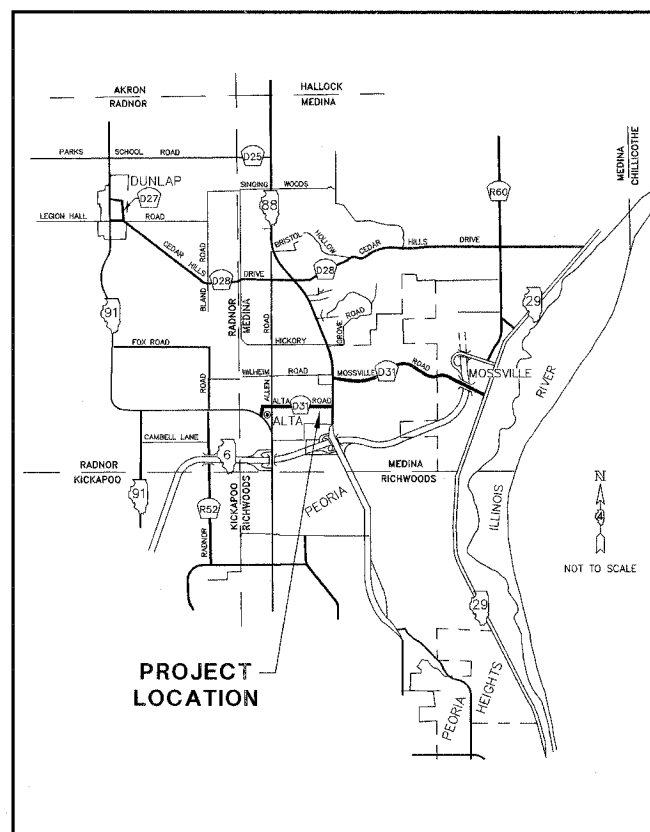 AKRON
RADNOR
HALLOCK
MEDINA
MEDINA
CHILLICOTHE
PARKS SCHOOL ROAD
D25
DUNLAP
D27
SINGING WOODS
R60
88
LEGION HALL ROAD
BRISTOL HOLLOW
CEDAR HILLS DRIVE
CEDAR HILLS DRIVE
D28
D28
BLAND ROAD
RADNOR
MEDINA
ROAD
91
29
GROVE ROAD
HICKORY
FOX ROAD
MOSSVILLE
RIVER
WILHEIM ROAD
MOSSVILLE ROAD
D31
ROAD
ALLEN
ALTA ROAD
D31
ALTA
CAMBELL LANE
6
RADNOR
KICKAPOO
MEDINA
RICHWOODS
91
KICKAPOO
RICHWOODS
PEORIA
R52
RADNOR
ILLINOIS
N
4
NOT TO SCALE
29
PROJECT
LOCATION
PEORIA
HEIGHTS